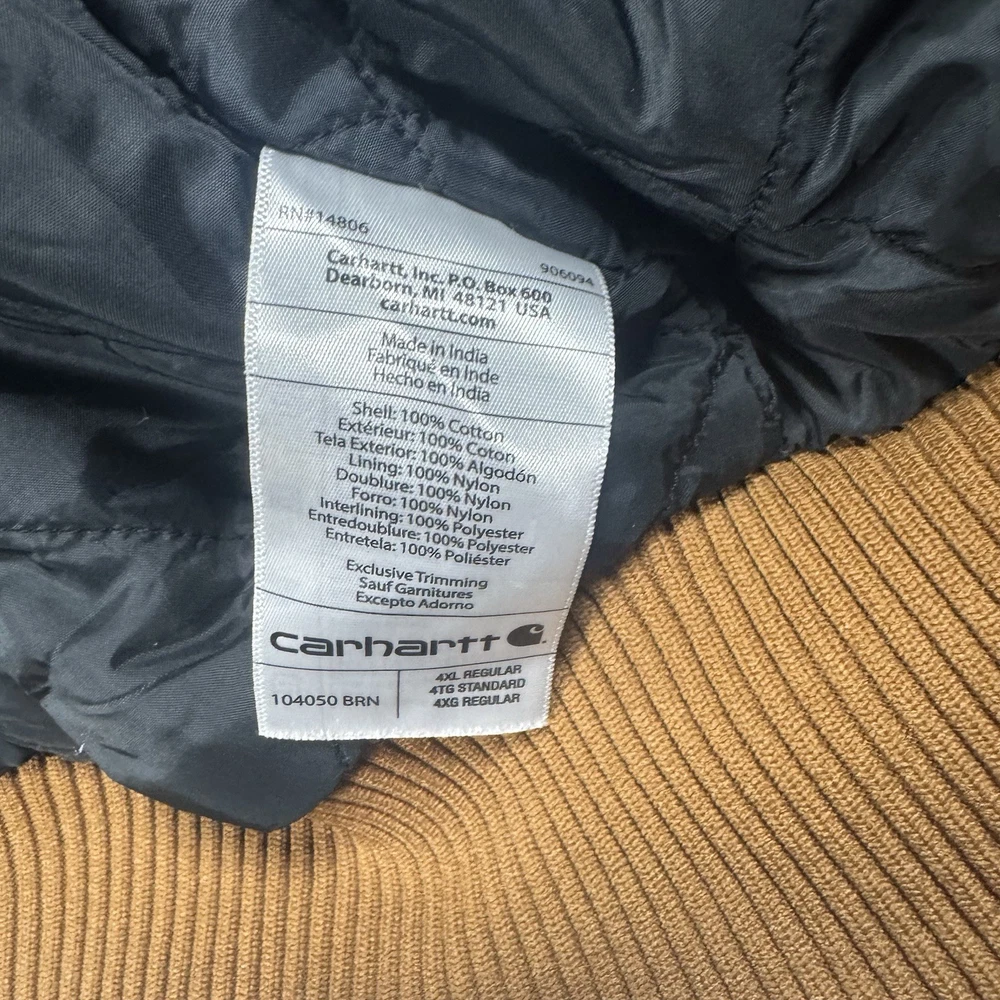 RN#14806
906094
Carhartt, Inc. P.O. Box 600
Dearborn, MI 48121 USA
carhartt.com
Made in India
Fabriqué en Inde
Hecho en India
Shell: 100% Cotton
Extérieur: 100% Coton
Tela Exterior: 100% Algodón
Lining: 100% Nylon
Doublure: 100% Nylon
Forro: 100% Nylon
Interlining: 100% Polyester
Entredoublure: 100% Polyester
Entretela: 100% Poliéster
Exclusive Trimming
Sauf Garnitures
Excepto Adorno
carhartt
104050 BRN
4XL REGULAR
4TG STANDARD
4XG REGULAR